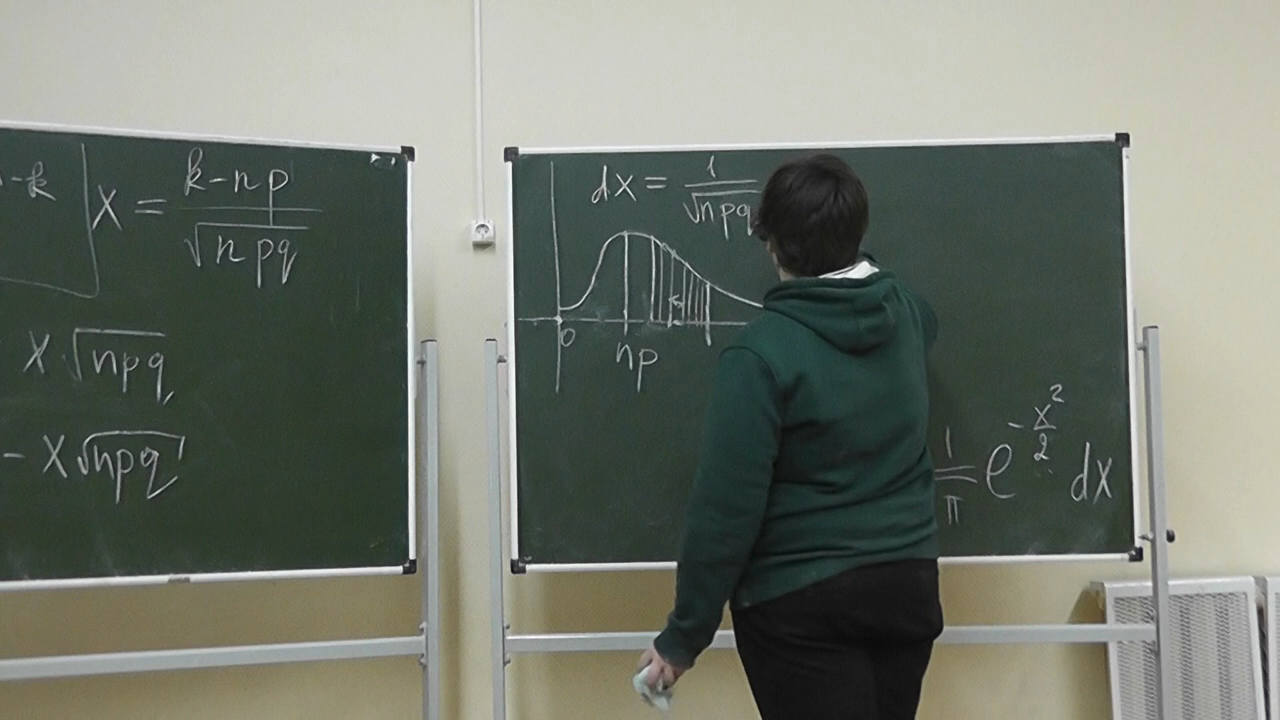 -k
X = (k-np)/√(npq)
X √npq,
- X √npq
dX = 1/√npq
0
np
1/π e^(-x²/2) dX